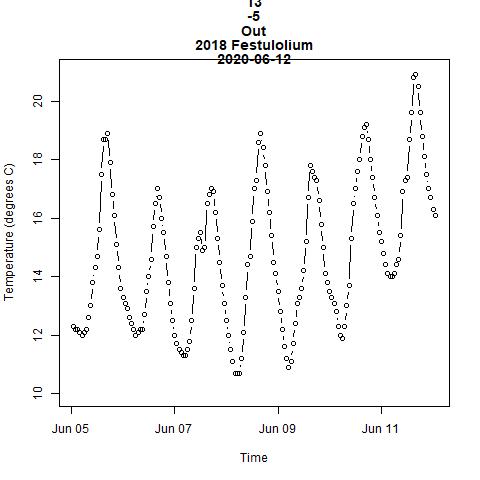 13
-5
Out
2018 Festulolium
2020-06-12
Temperature (degrees C)
20
18
16
14
12
10
Jun 05
Jun 07
Jun 09
Jun 11
Time